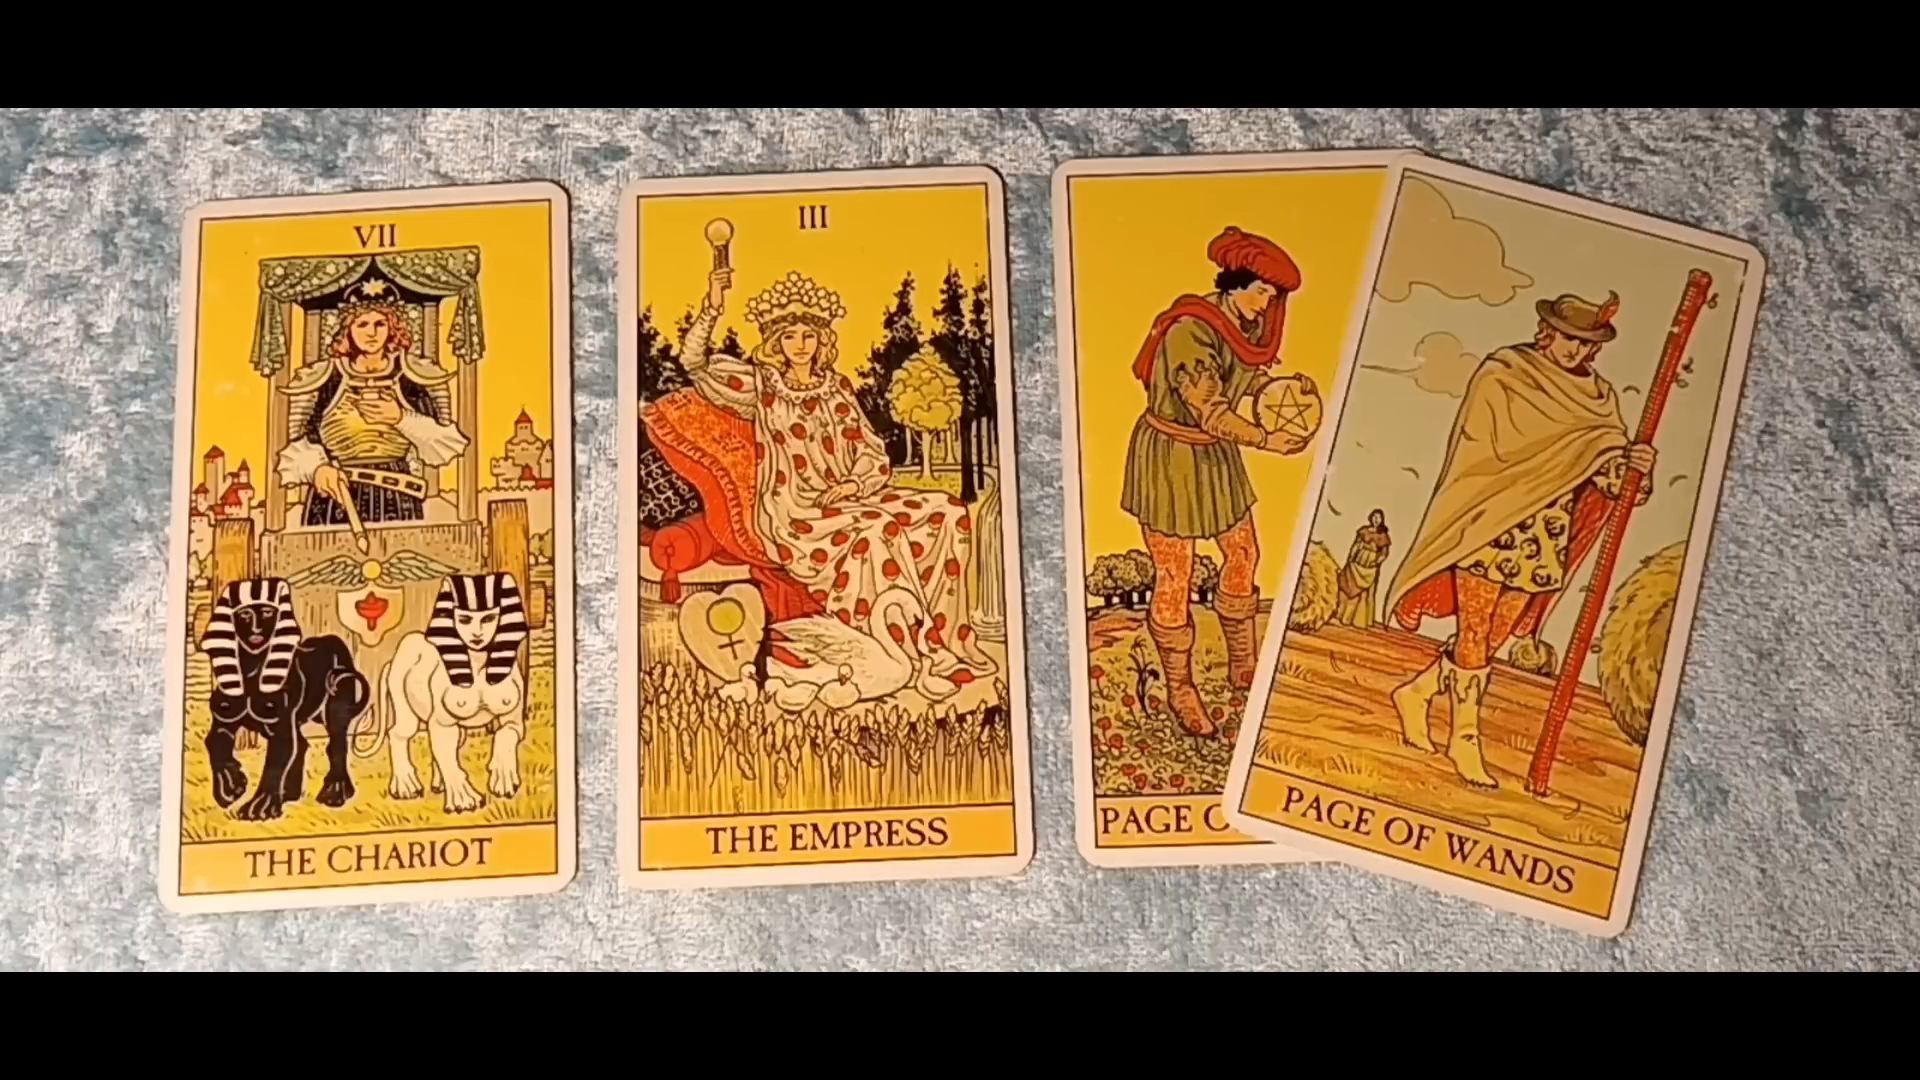 VII
THE CHARIOT
III
THE EMPRESS
PAGE
PAGE OF WANDS